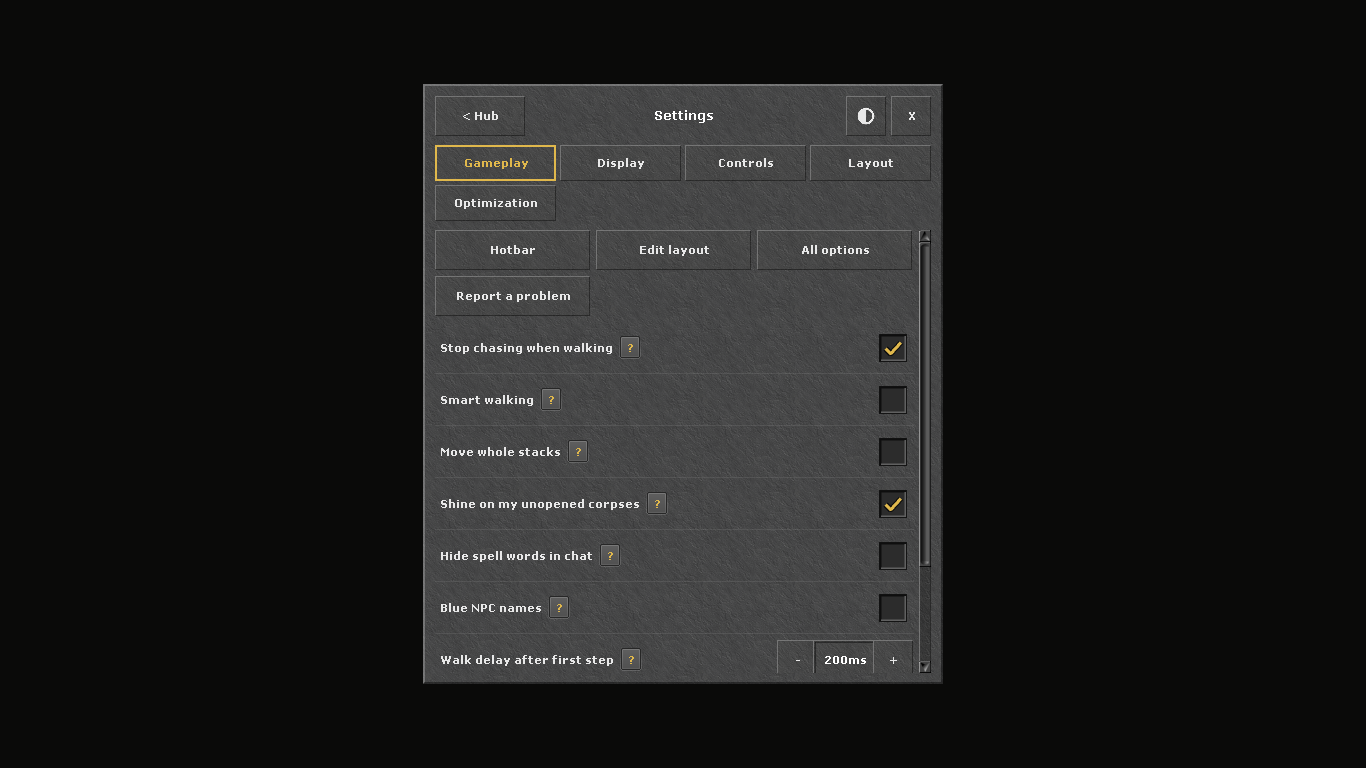 < Hub
Settings
X
Gameplay
Display
Controls
Layout
Optimization
Hotbar
Edit layout
All options
Report a problem
Stop chasing when walking ?
Smart walking ?
Move whole stacks ?
Shine on my unopened corpses ?
Hide spell words in chat ?
Blue NPC names ?
Walk delay after first step ?
- 200ms +